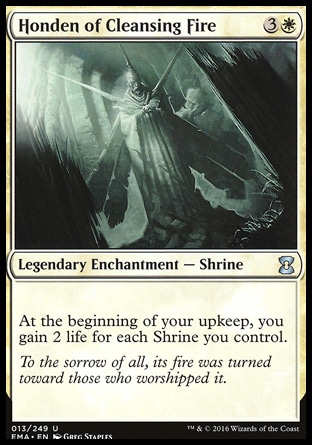 Honden of Cleansing Fire 3
Legendary Enchantment — Shrine
At the beginning of your upkeep, you
gain 2 life for each Shrine you control.
To the sorrow of all, its fire was turned
toward those who worshipped it.
013/249 U
EMA • EN Greg Staples
™ & © 2016 Wizards of the Coast